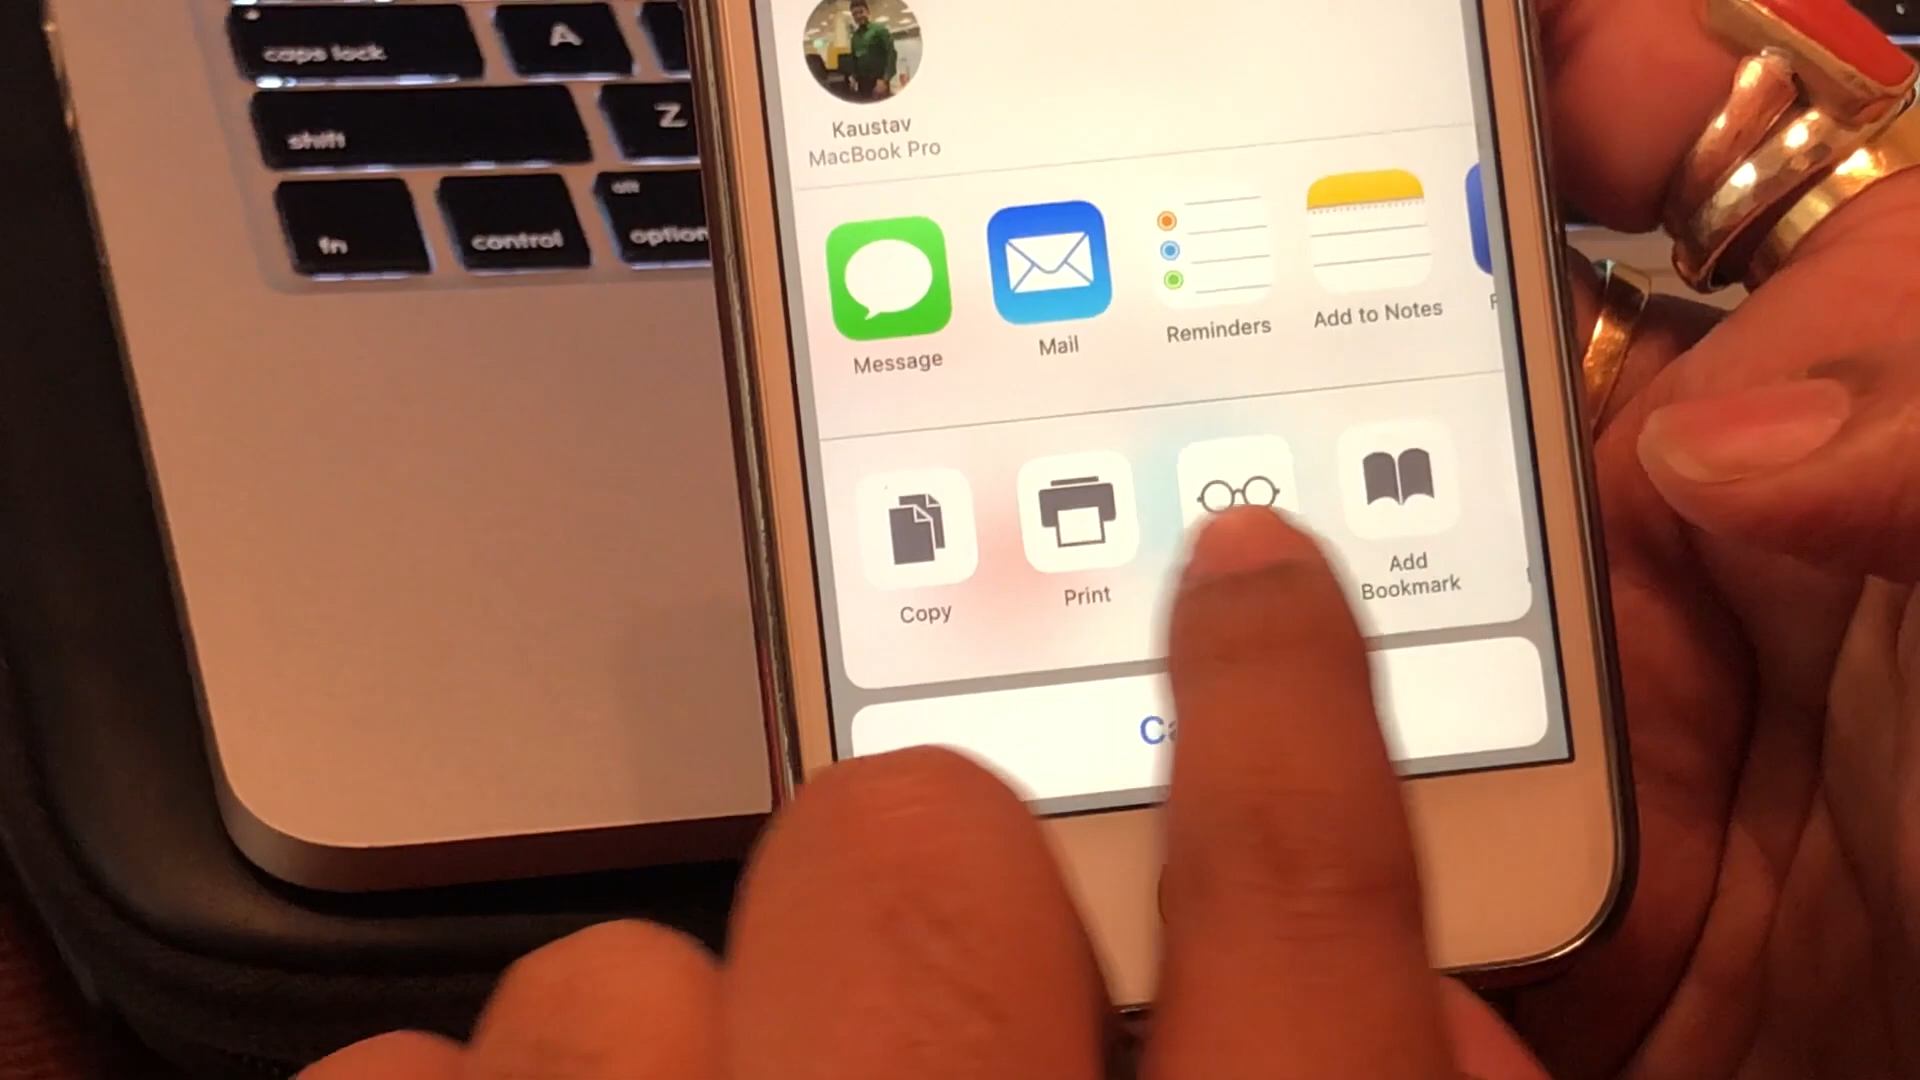 caps lock
A
shift
Z
fn
control
alt
option
Kaustav
MacBook Pro
Message
Mail
Reminders
Add to Notes
Copy
Print
Add
Bookmark